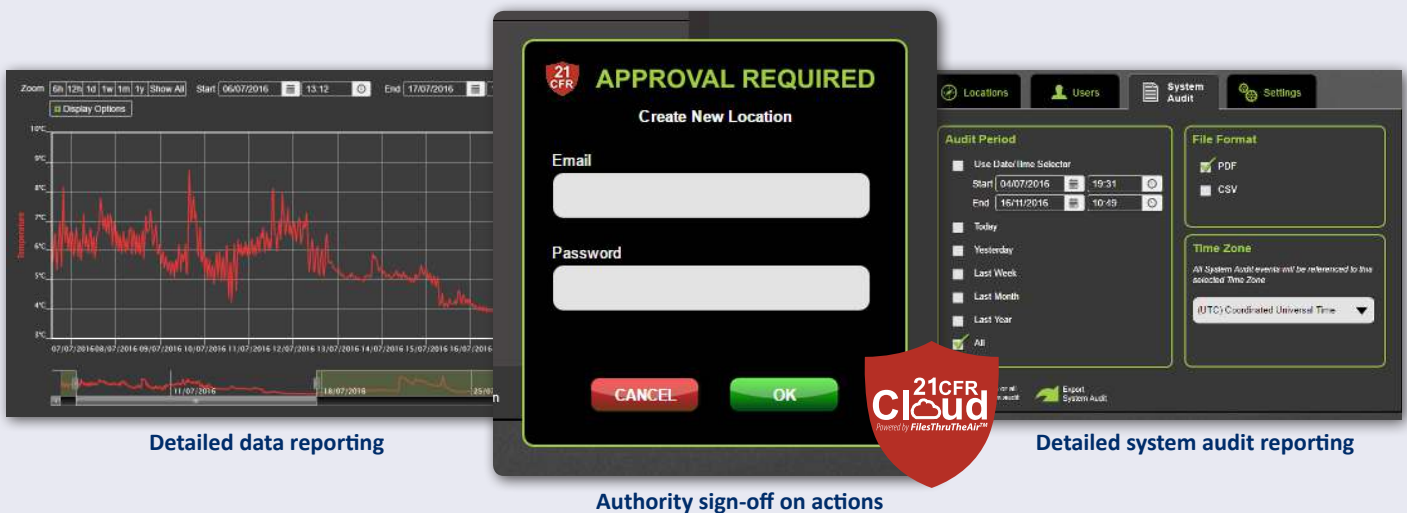 Zoom 6h 12h 1d 1w 1m 1y Show All Start 06/07/2016 13:12 End 17/07/2016
Display Options
10°C
9°C
8°C
7°C
6°C
5°C
4°C
3°C
Temperature
07/07/2016 08/07/2016 09/07/2016 10/07/2016 11/07/2016 12/07/2016 13/07/2016 14/07/2016 15/07/2016 16/07/2016
11/07/2016 18/07/2016 25/07
Detailed data reporting
21
CFR
APPROVAL REQUIRED
Create New Location
Email
Password
CANCEL OK
Authority sign-off on actions
21CFR
Cloud
Powered by FilesThruTheAir™
Locations Users System Audit Settings
Audit Period
Use Date/Time Selector
Start 04/07/2016 19:31
End 16/11/2016 10:49
Today
Yesterday
Last Week
Last Month
Last Year
All
or all
audit
Export
System Audit
File Format
PDF
CSV
Time Zone
All System Audit events will be referenced to this
selected Time Zone
(UTC) Coordinated Universal Time
Detailed system audit reporting